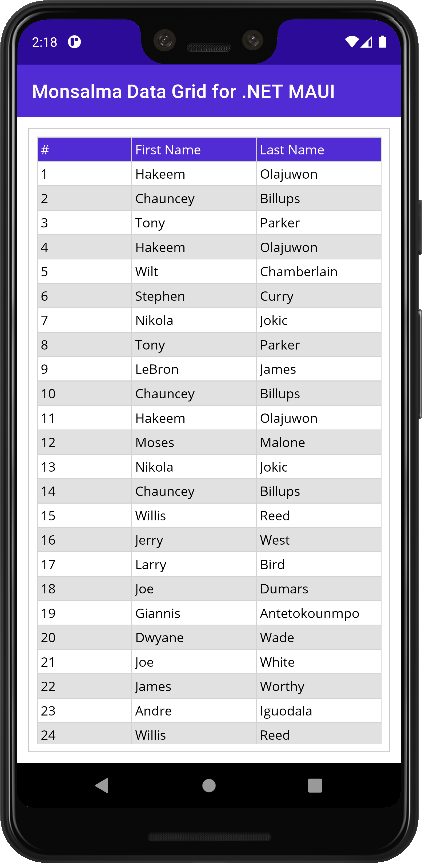 2:18
Monsalma Data Grid for .NET MAUI
# First Name Last Name
1 Hakeem Olajuwon
2 Chauncey Billups
3 Tony Parker
4 Hakeem Olajuwon
5 Wilt Chamberlain
6 Stephen Curry
7 Nikola Jokic
8 Tony Parker
9 LeBron James
10 Chauncey Billups
11 Hakeem Olajuwon
12 Moses Malone
13 Nikola Jokic
14 Chauncey Billups
15 Willis Reed
16 Jerry West
17 Larry Bird
18 Joe Dumars
19 Giannis Antetokounmpo
20 Dwyane Wade
21 Joe White
22 James Worthy
23 Andre Iguodala
24 Willis Reed